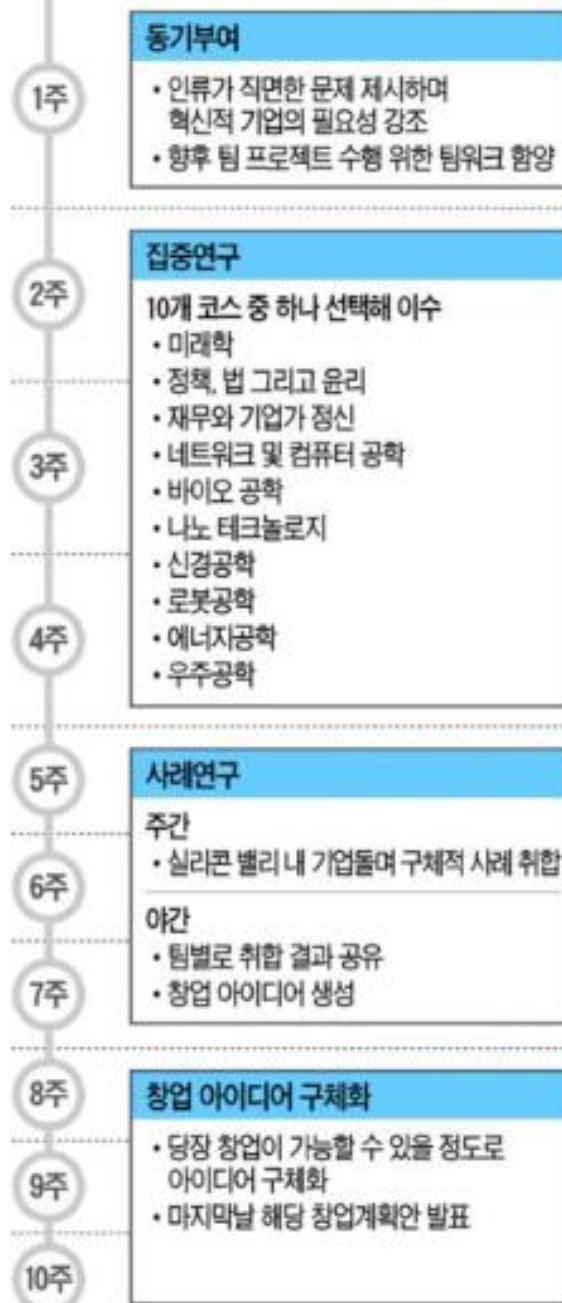 1주
동기부여
• 인류가 직면한 문제 제시하며
혁신적 기업의 필요성 강조
• 향후 팀 프로젝트 수행 위한 팀워크 함양
2주
3주
4주
집중연구
10개 코스 중 하나 선택해 이수
• 미래학
• 정책, 법 그리고 윤리
• 재무와 기업가 정신
• 네트워크 및 컴퓨터 공학
• 바이오 공학
• 나노 테크놀로지
• 신경공학
• 로봇공학
• 에너지공학
• 우주공학
5주
6주
7주
사례연구
주간
• 실리콘 밸리 내 기업돌며 구체적 사례 취합
야간
• 팀별로 취합 결과 공유
• 창업 아이디어 생성
8주
9주
10주
창업 아이디어 구체화
• 당장 창업이 가능할 수 있을 정도로
아이디어 구체화
• 마지막날 해당 창업계획안 발표